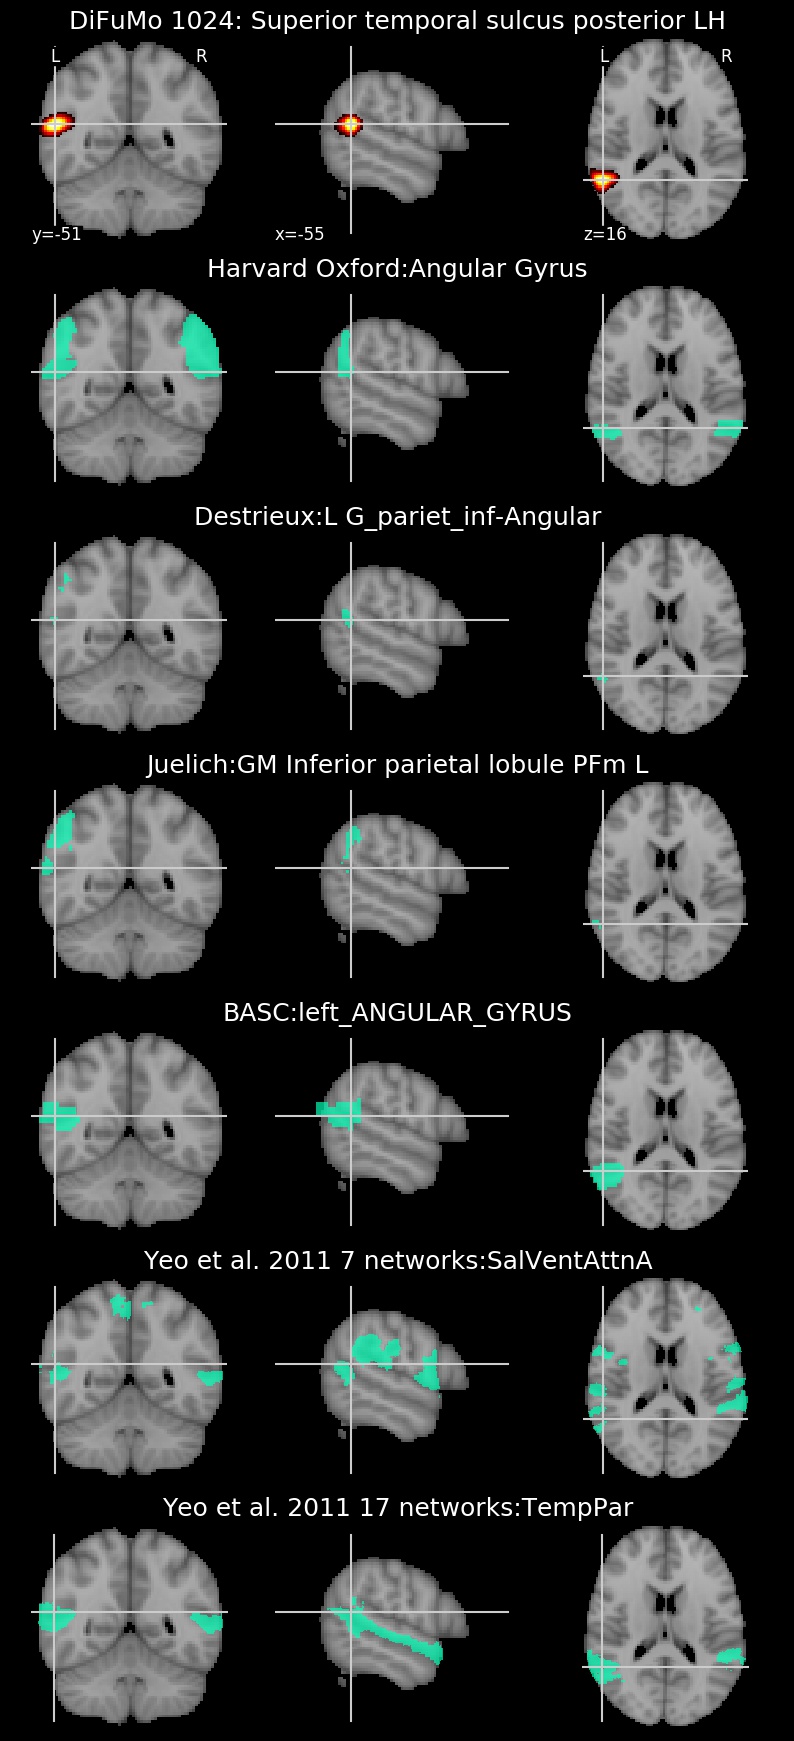 DiFuMo 1024: Superior temporal sulcus posterior LH
L R L R
y=-51 x=-55 z=16
Harvard Oxford:Angular Gyrus
Destrieux:L G_pariet_inf-Angular
Juelich:GM Inferior parietal lobule PFm L
BASC:left_ANGULAR_GYRUS
Yeo et al. 2011 7 networks:SalVentAttnA
Yeo et al. 2011 17 networks:TempPar